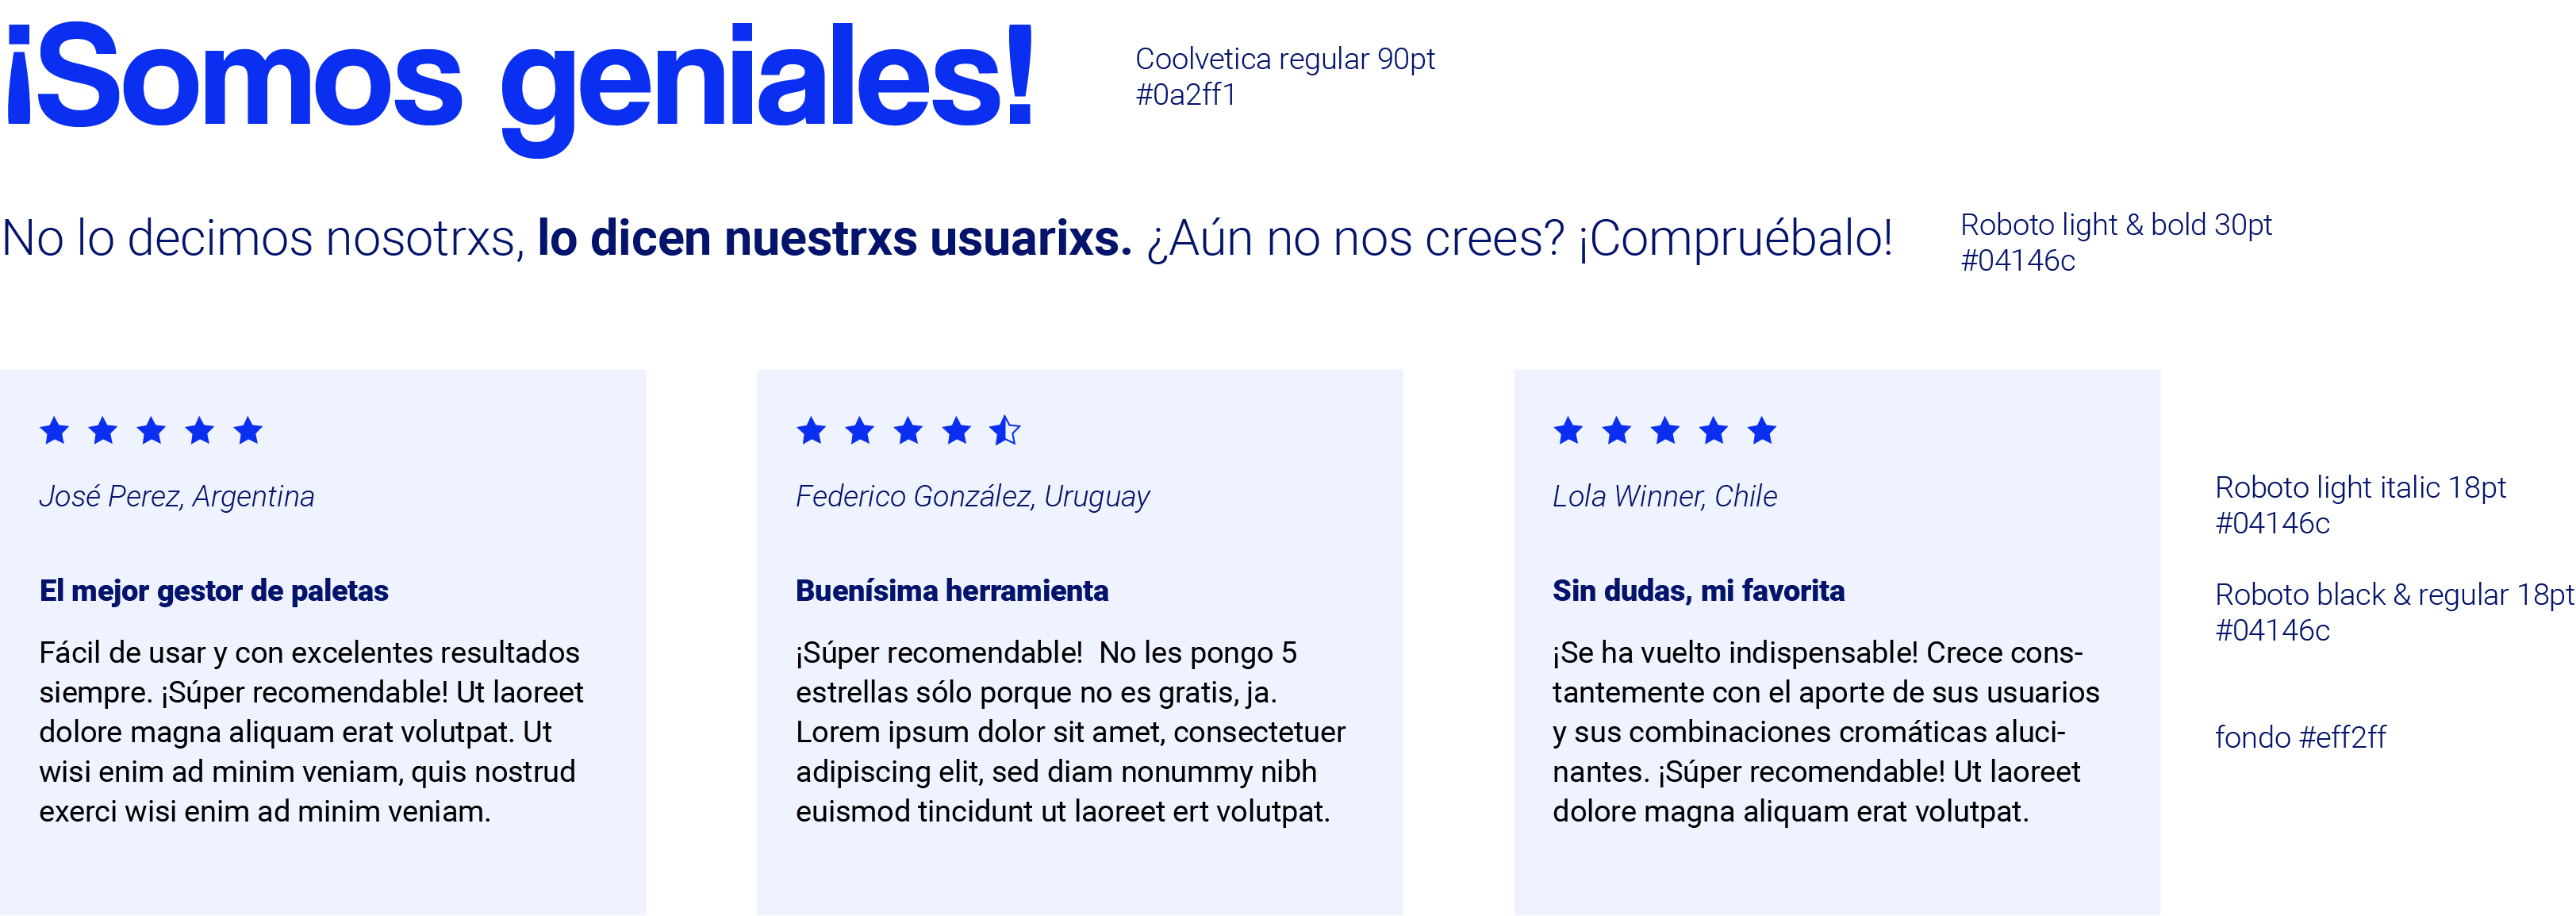 ¡Somos geniales!
Coolvetica regular 90pt
#0a2ff1
No lo decimos nosotrxs, lo dicen nuestrxs usuarixs. ¿Aún no nos crees? ¡Compruébalo!
Roboto light & bold 30pt
#04146c
José Perez, Argentina
El mejor gestor de paletas
Fácil de usar y con excelentes resultados
siempre. ¡Súper recomendable! Ut laoreet
dolore magna aliquam erat volutpat. Ut
wisi enim ad minim veniam, quis nostrud
exerci wisi enim ad minim veniam.
Federico González, Uruguay
Buenísima herramienta
¡Súper recomendable!  No les pongo 5
estrellas sólo porque no es gratis, ja.
Lorem ipsum dolor sit amet, consectetuer
adipiscing elit, sed diam nonummy nibh
euismod tincidunt ut laoreet ert volutpat.
Lola Winner, Chile
Sin dudas, mi favorita
¡Se ha vuelto indispensable! Crece cons-
tantemente con el aporte de sus usuarios
y sus combinaciones cromáticas aluci-
nantes. ¡Súper recomendable! Ut laoreet
dolore magna aliquam erat volutpat.
Roboto light italic 18pt
#04146c
Roboto black & regular 18pt
#04146c
fondo #eff2ff